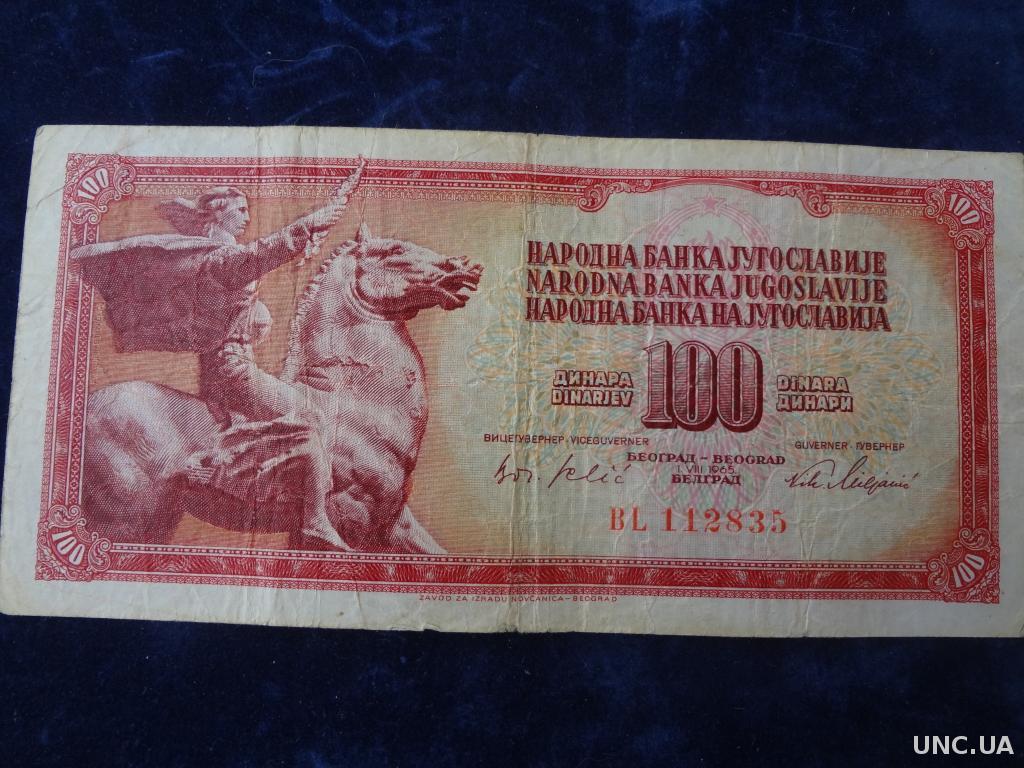 100
100
НАРОДНА БАНКА ЈУГОСЛАВИЈЕ
NARODNA BANKA JUGOSLAVIJE
НАРОДНА БАНКА НА ЈУГОСЛАВИЈА
ДИНАРА 100 DINARA
DINARJEV ДИНАРИ
ВИЦЕГУВЕРНЕР · VICEGUVERNER GUVERNER · ГУВЕРНЕР
БЕОГРАД – BEOGRAD
1. VIII. 1965.
БЕЛГРАД
BL 112835
100
100
ZAVOD ZA IZRADU NOVČANICA – BEOGRAD
UNC.UA